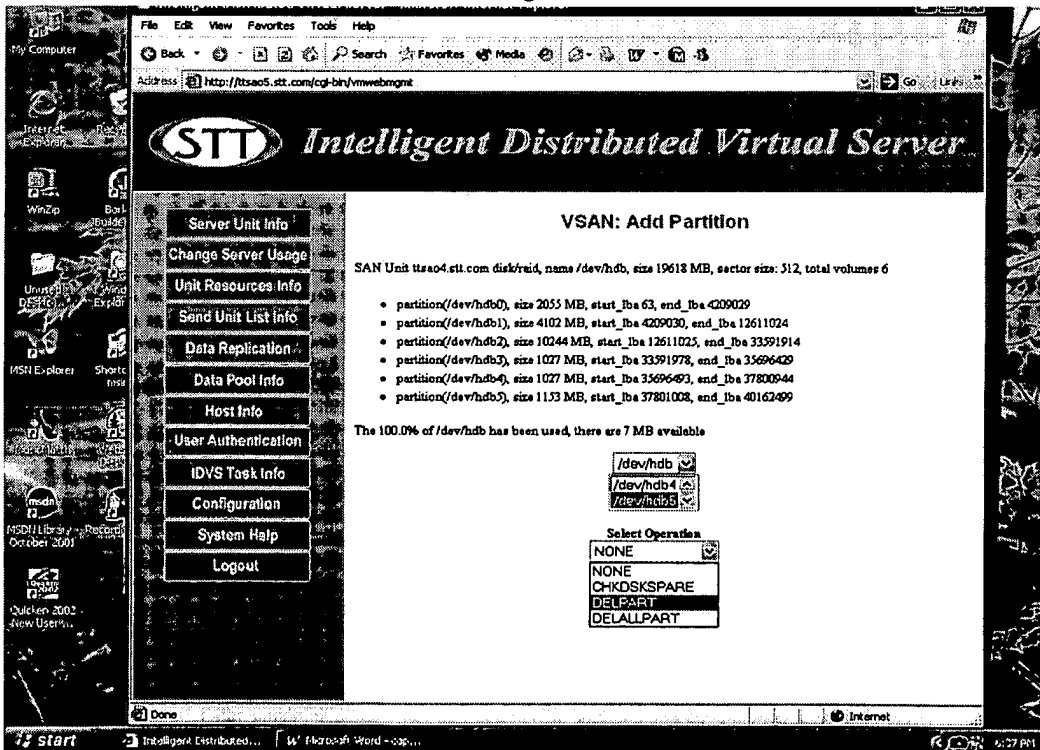 File Edit View Favorites Tools Help
My Computer
Back Search Favorites Media
Address http://ttsao5.stt.com/cgi-bin/vmwebmgmt Go Links
Internet Explorer
STT Intelligent Distributed Virtual Server
WinZip
Server Unit Info
VSAN: Add Partition
Change Server Usage
SAN Unit ttsao4.stt.com disk/raid, name /dev/hdb, size 19618 MB, sector size: 512, total volumes 6
Unit Resources Info
partition(/dev/hdb0), size 2055 MB, start_lba 63, end_lba 4209029
Send Unit List Info
partition(/dev/hdb1), size 4102 MB, start_lba 4209030, end_lba 12611024
partition(/dev/hdb2), size 10244 MB, start_lba 12611025, end_lba 33591914
Data Replication
partition(/dev/hdb3), size 1027 MB, start_lba 33591978, end_lba 35696429
MSN Explorer
partition(/dev/hdb4), size 1027 MB, start_lba 35696493, end_lba 37800944
Data Pool Info
partition(/dev/hdb5), size 1153 MB, start_lba 37801008, end_lba 40162499
Host Info
The 100.0% of /dev/hdb has been used, there are 7 MB available
User Authentication
/dev/hdb
IDVS Task Info
/dev/hdb4
/dev/hdb5
Configuration
msdn
MSDN Library -
October 2001
System Help
Select Operation
NONE
Logout
NONE
CHKDSKSPARE
DELPART
DELALLPART
Quicken 2002
New User...
Done
Internet
start
Intelligent Distributed...
Microsoft Word - cap...
6:27 PM